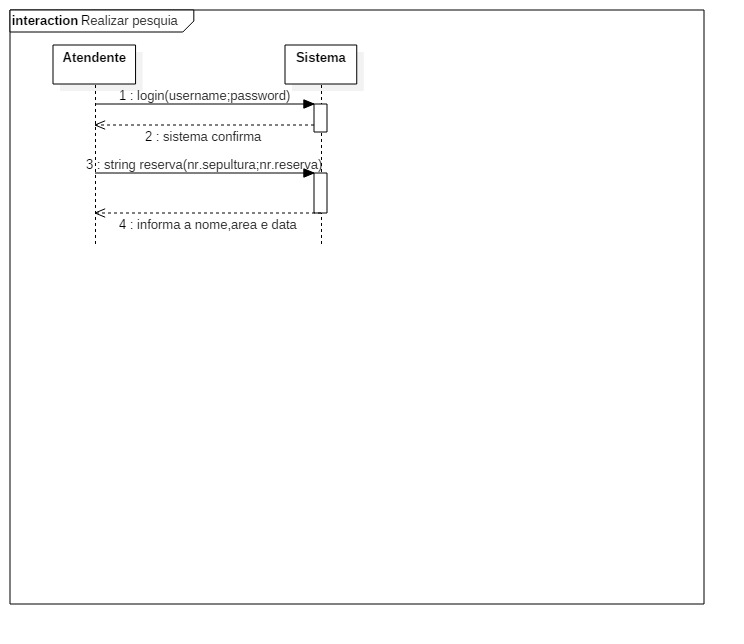 interaction Realizar pesquia
Atendente
Sistema
1 : login(username;password)
2 : sistema confirma
3 : string reserva(nr.sepultura;nr.reserva)
4 : informa a nome,area e data